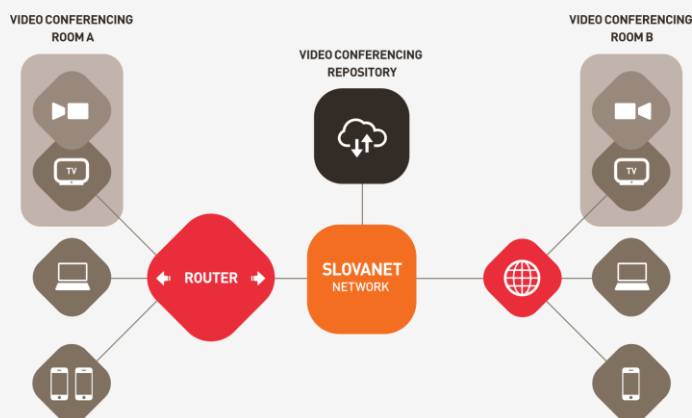 VIDEO CONFERENCING
ROOM A
VIDEO CONFERENCING
REPOSITORY
VIDEO CONFERENCING
ROOM B
TV
TV
ROUTER
SLOVANET
NETWORK